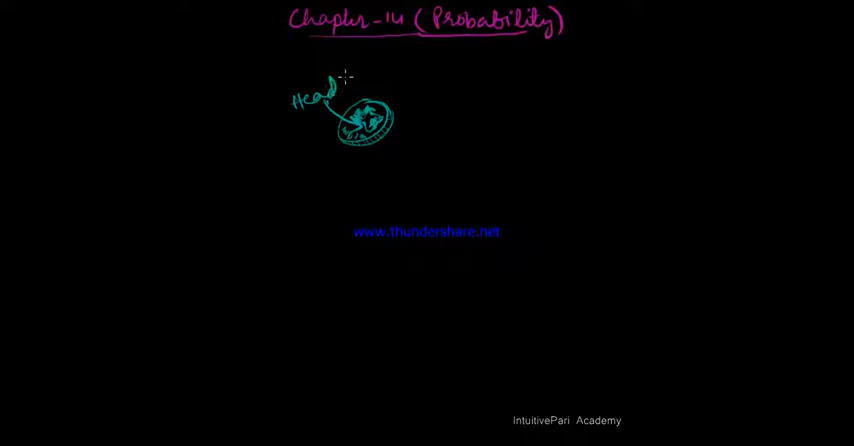 Chapter-14 (Probability)
Head
www.thundershare.net
IntuitivePari Academy